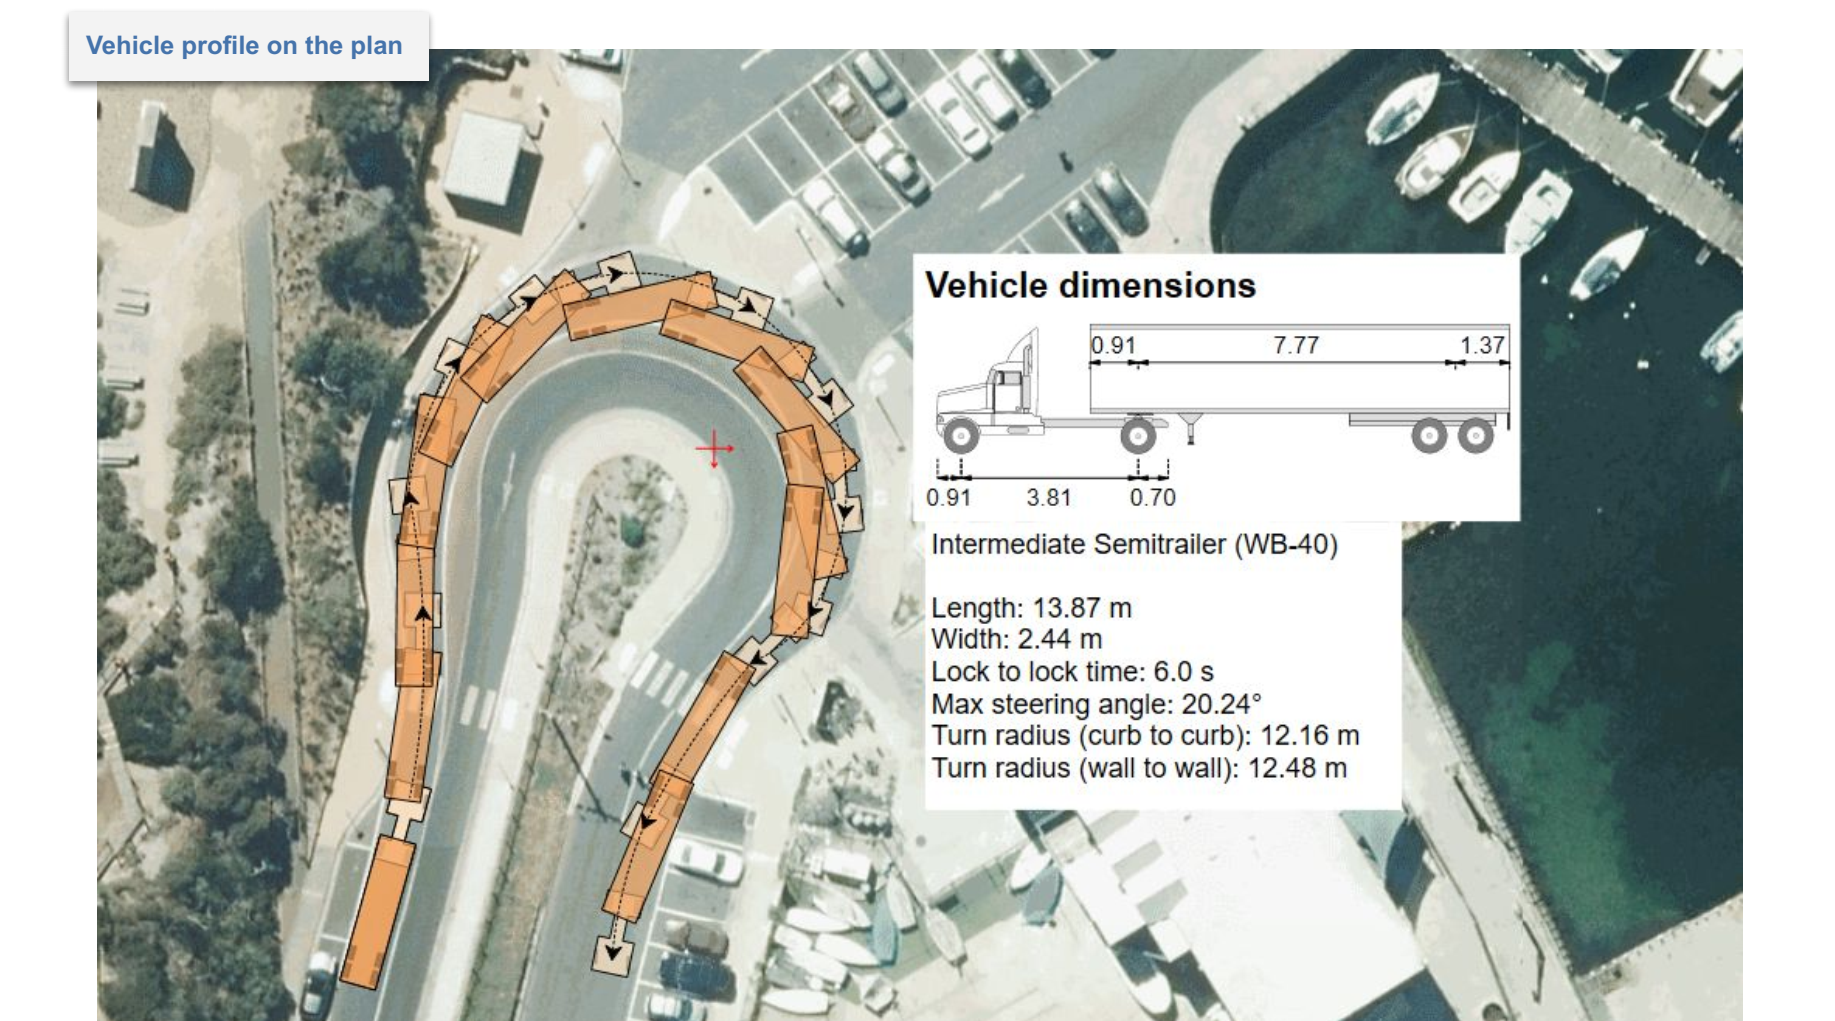 Vehicle profile on the plan
Vehicle dimensions
0.91 7.77 1.37
0.91 3.81 0.70
Intermediate Semitrailer (WB-40)
Length: 13.87 m
Width: 2.44 m
Lock to lock time: 6.0 s
Max steering angle: 20.24°
Turn radius (curb to curb): 12.16 m
Turn radius (wall to wall): 12.48 m